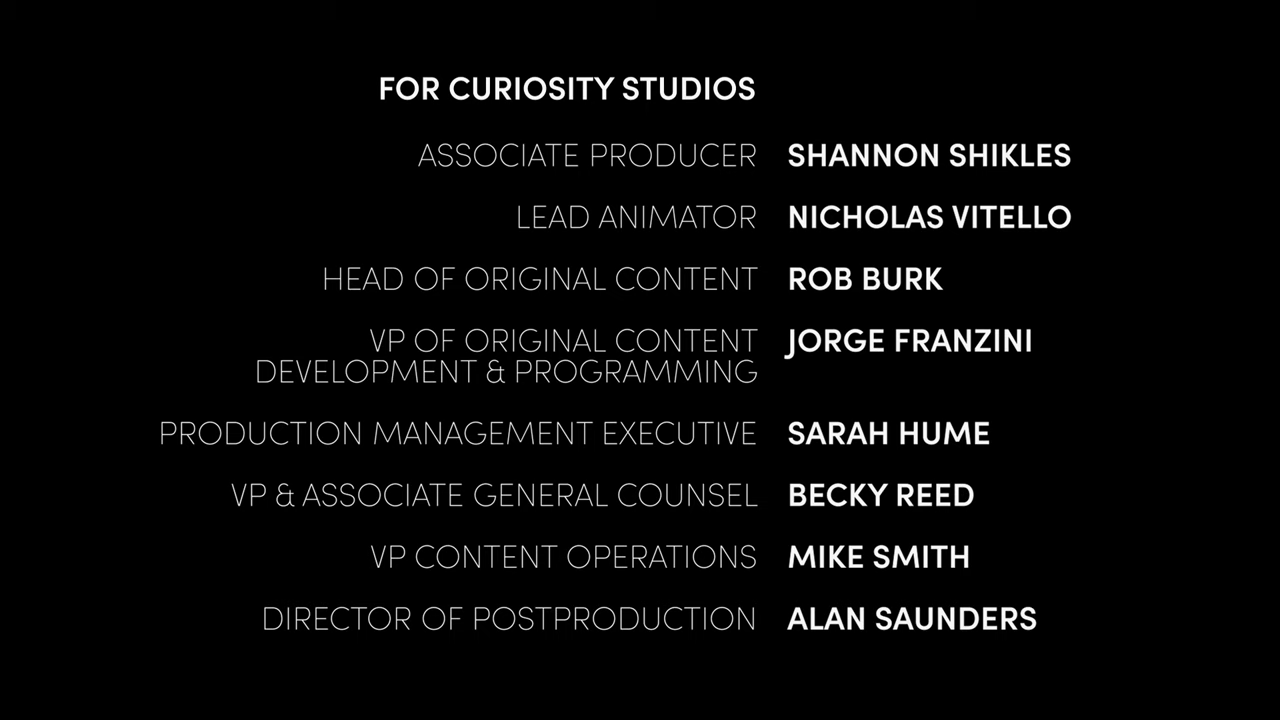 FOR CURIOSITY STUDIOS
ASSOCIATE PRODUCER SHANNON SHIKLES
LEAD ANIMATOR NICHOLAS VITELLO
HEAD OF ORIGINAL CONTENT ROB BURK
VP OF ORIGINAL CONTENT JORGE FRANZINI
DEVELOPMENT & PROGRAMMING
PRODUCTION MANAGEMENT EXECUTIVE SARAH HUME
VP & ASSOCIATE GENERAL COUNSEL BECKY REED
VP CONTENT OPERATIONS MIKE SMITH
DIRECTOR OF POSTPRODUCTION ALAN SAUNDERS